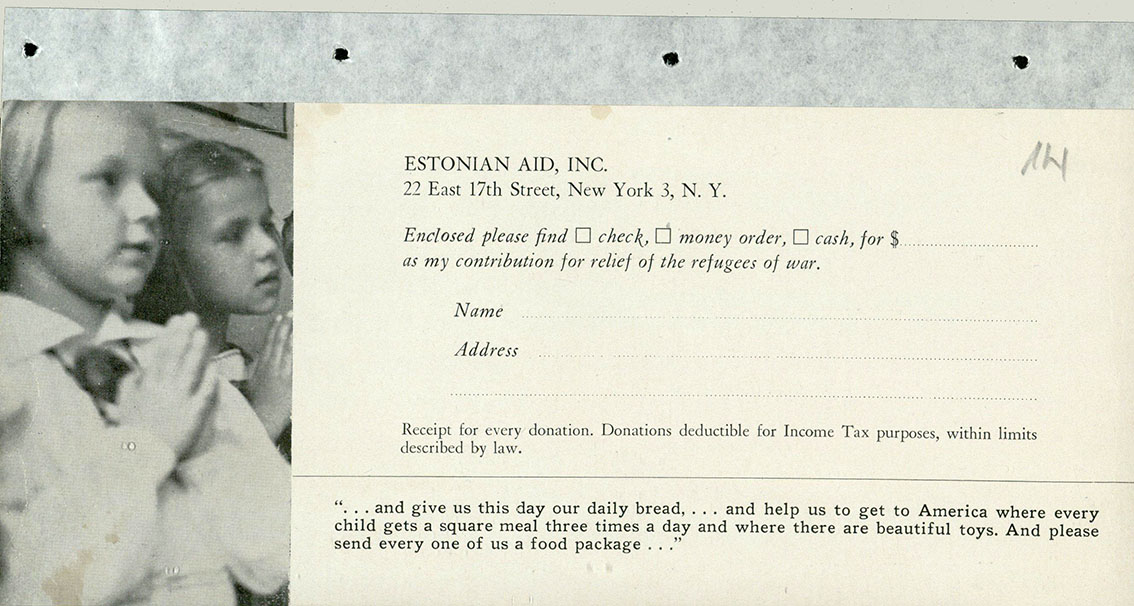 14
ESTONIAN AID, INC.
22 East 17th Street, New York 3, N. Y.
Enclosed please find ☐ check, ☐ money order, ☐ cash, for $
as my contribution for relief of the refugees of war.
Name
Address
Receipt for every donation. Donations deductible for Income Tax purposes, within limits
described by law.
“. . . and give us this day our daily bread, . . . and help us to get to America where every
child gets a square meal three times a day and where there are beautiful toys. And please
send every one of us a food package . . .”